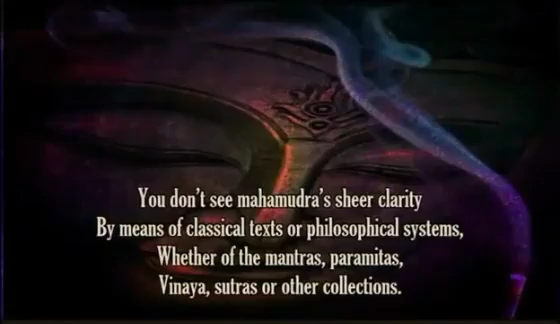 You don't see mahamudra's sheer clarity
By means of classical texts or philosophical systems,
Whether of the mantras, paramitas,
Vinaya, sutras or other collections.